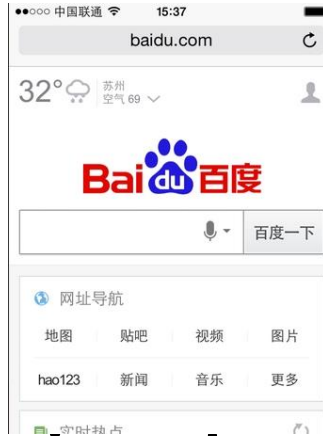 中国联通 15:37
baidu.com
32° 苏州
空气 69
Bai du 百度
百度一下
网址导航
地图 贴吧 视频 图片
hao123 新闻 音乐 更多
实时热点